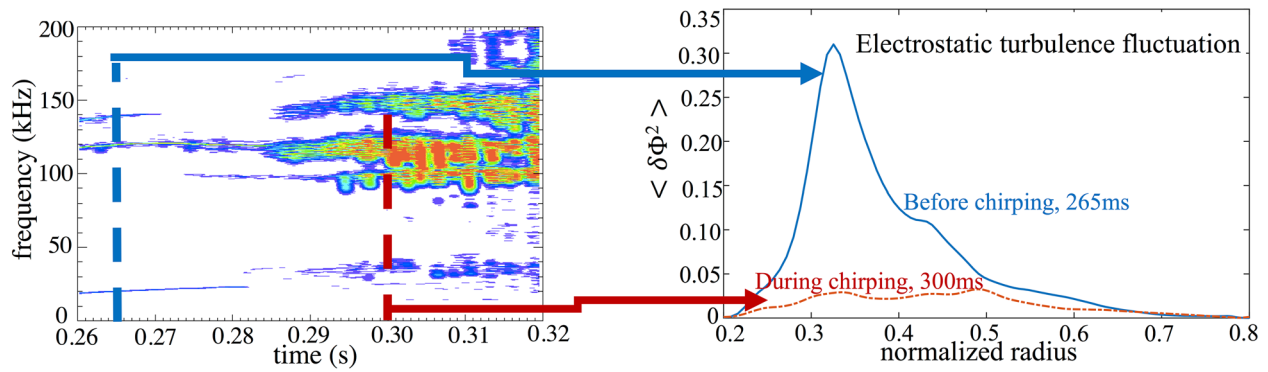 200
150
100
50
0
frequency (kHz)
0.26 0.27 0.28 0.29 0.30 0.31 0.32
time (s)
0.35
0.30
0.25
0.20
0.15
0.10
0.05
0
< δΦ² >
Electrostatic turbulence fluctuation
Before chirping, 265ms
During chirping, 300ms
0.2 0.3 0.4 0.5 0.6 0.7 0.8
normalized radius